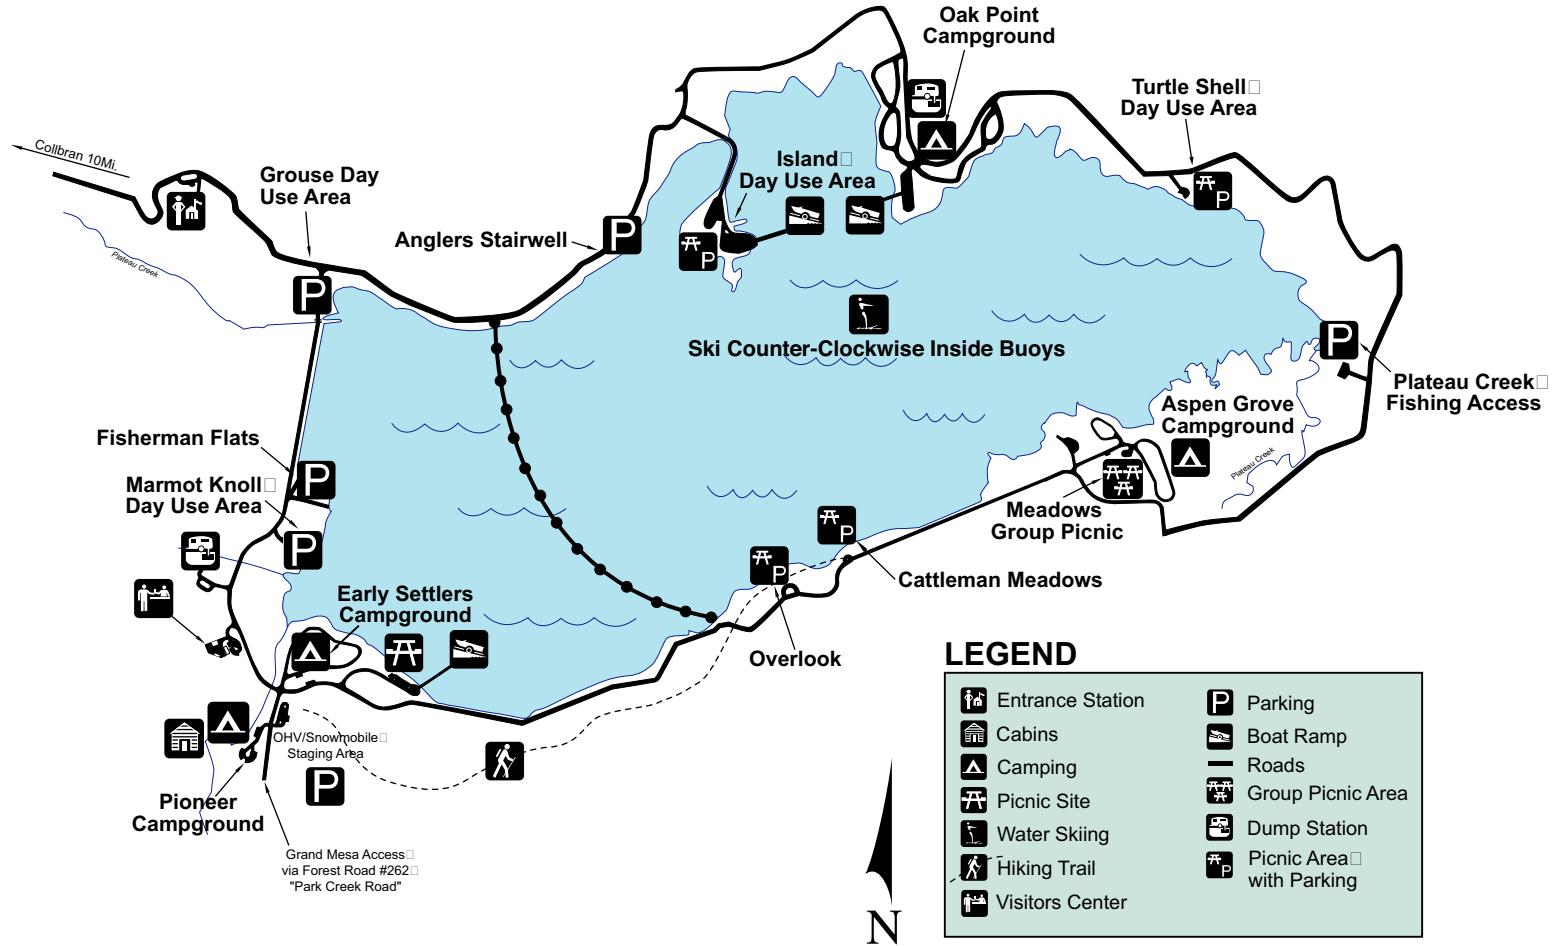 Oak Point
Campground
Turtle Shell
Day Use Area
Collbran 10Mi.
Grouse Day
Use Area
Island
Day Use Area
Plateau Creek
Anglers Stairwell
P
P
P
P
Ski Counter-Clockwise Inside Buoys
P
Plateau Creek
Fishing Access
Aspen Grove
Campground
Fisherman Flats
P
Plateau Creek
Marmot Knoll
Day Use Area
Meadows
Group Picnic
P
P
P
Cattleman Meadows
Early Settlers
Campground
Overlook
OHV/Snowmobile
Staging Area
P
Pioneer
Campground
Grand Mesa Access
via Forest Road #262
"Park Creek Road"
N
LEGEND
Entrance Station
Cabins
Camping
Picnic Site
Water Skiing
Hiking Trail
Visitors Center
P Parking
Boat Ramp
Roads
Group Picnic Area
Dump Station
P Picnic Area
with Parking